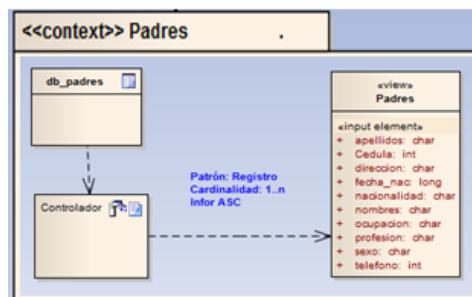 <<context>> Padres .
db_padres
«view»
Padres
«input element»
+ apellidos: char
+ Cedula: int
+ direccion: char
+ fecha_nac: long
+ nacionalidad: char
+ nombres: char
+ ocupacion: char
+ profesion: char
+ sexo: char
+ telefono: int
Patrón: Registro
Cardinalidad: 1..n
Infor ASC
Controlador